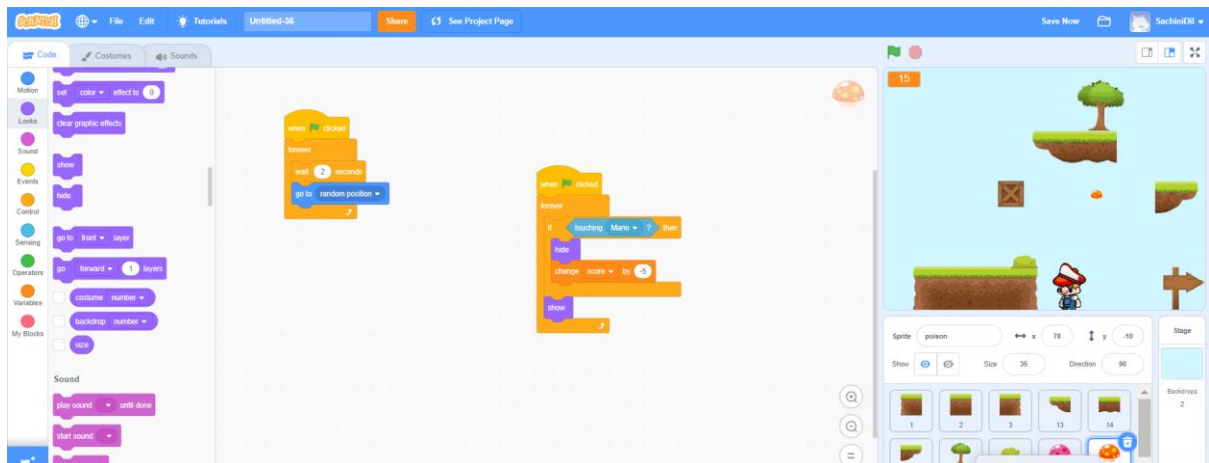 SCRATCH File Edit Tutorials Untitled-36 Share See Project Page Save Now SachiniDil
Code Costumes Sounds
Motion
Looks
Sound
Events
Control
Sensing
Operators
Variables
My Blocks
set color effect to 0
clear graphic effects
show
hide
go to front layer
go forward 1 layers
costume number
backdrop number
size
Sound
play sound until done
start sound
when clicked
forever
wait 2 seconds
go to random position
when clicked
forever
if touching Mario ? then
hide
change score by -5
show
15
Sprite poison x 78 y -10
Show Size 35 Direction 90
1 2 3 13 14
Stage
Backdrops
2